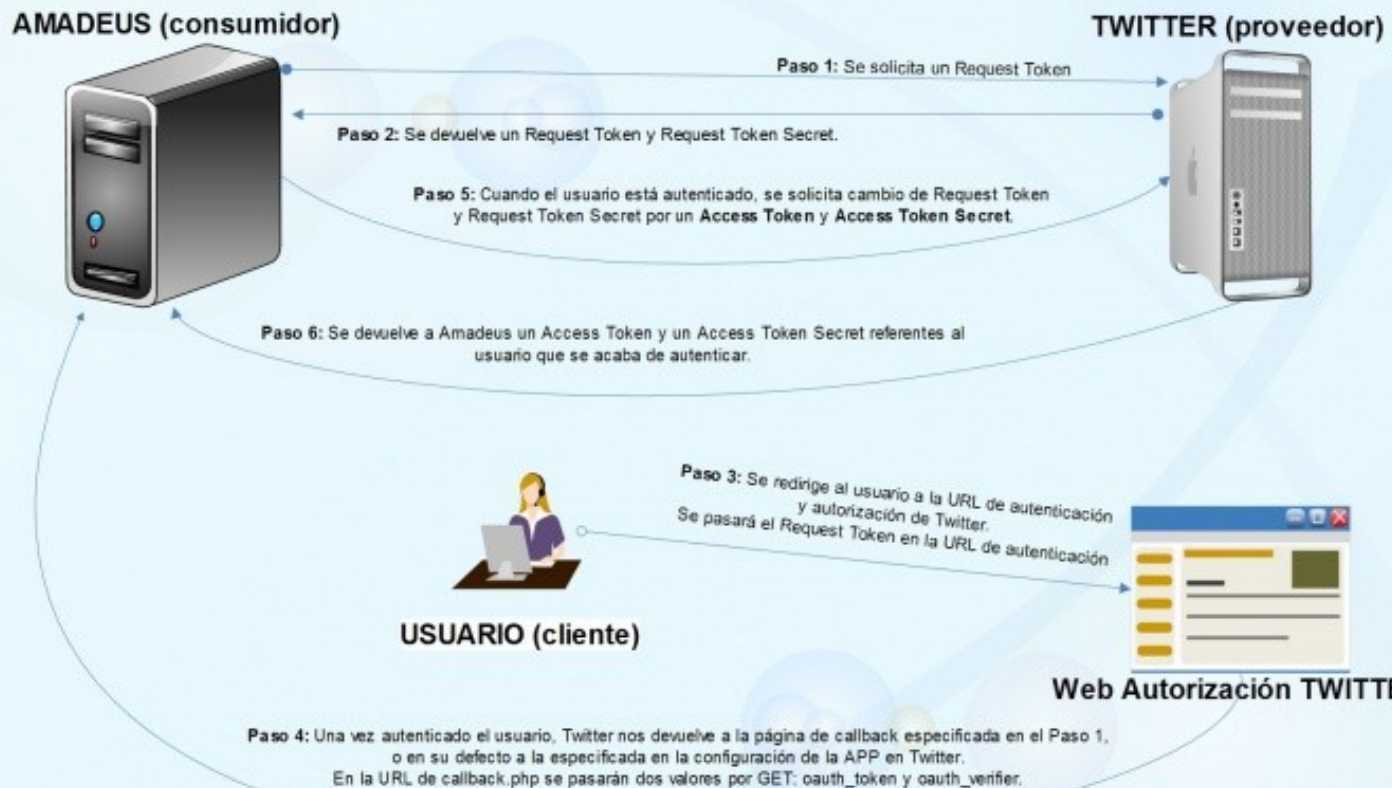 AMADEUS (consumidor)
TWITTER (proveedor)
Paso 1: Se solicita un Request Token
Paso 2: Se devuelve un Request Token y Request Token Secret.
Paso 5: Cuando el usuario está autenticado, se solicita cambio de Request Token
y Request Token Secret por un Access Token y Access Token Secret.
Paso 6: Se devuelve a Amadeus un Access Token y un Access Token Secret referentes al
usuario que se acaba de autenticar.
Paso 3: Se redirige al usuario a la URL de autenticación
y autorización de Twitter.
Se pasará el Request Token en la URL de autenticación
USUARIO (cliente)
Web Autorización TWITTE
Paso 4: Una vez autenticado el usuario, Twitter nos devuelve a la página de callback especificada en el Paso 1,
o en su defecto a la especificada en la configuración de la APP en Twitter.
En la URL de callback.php se pasarán dos valores por GET: oauth_token y oauth_verifier.